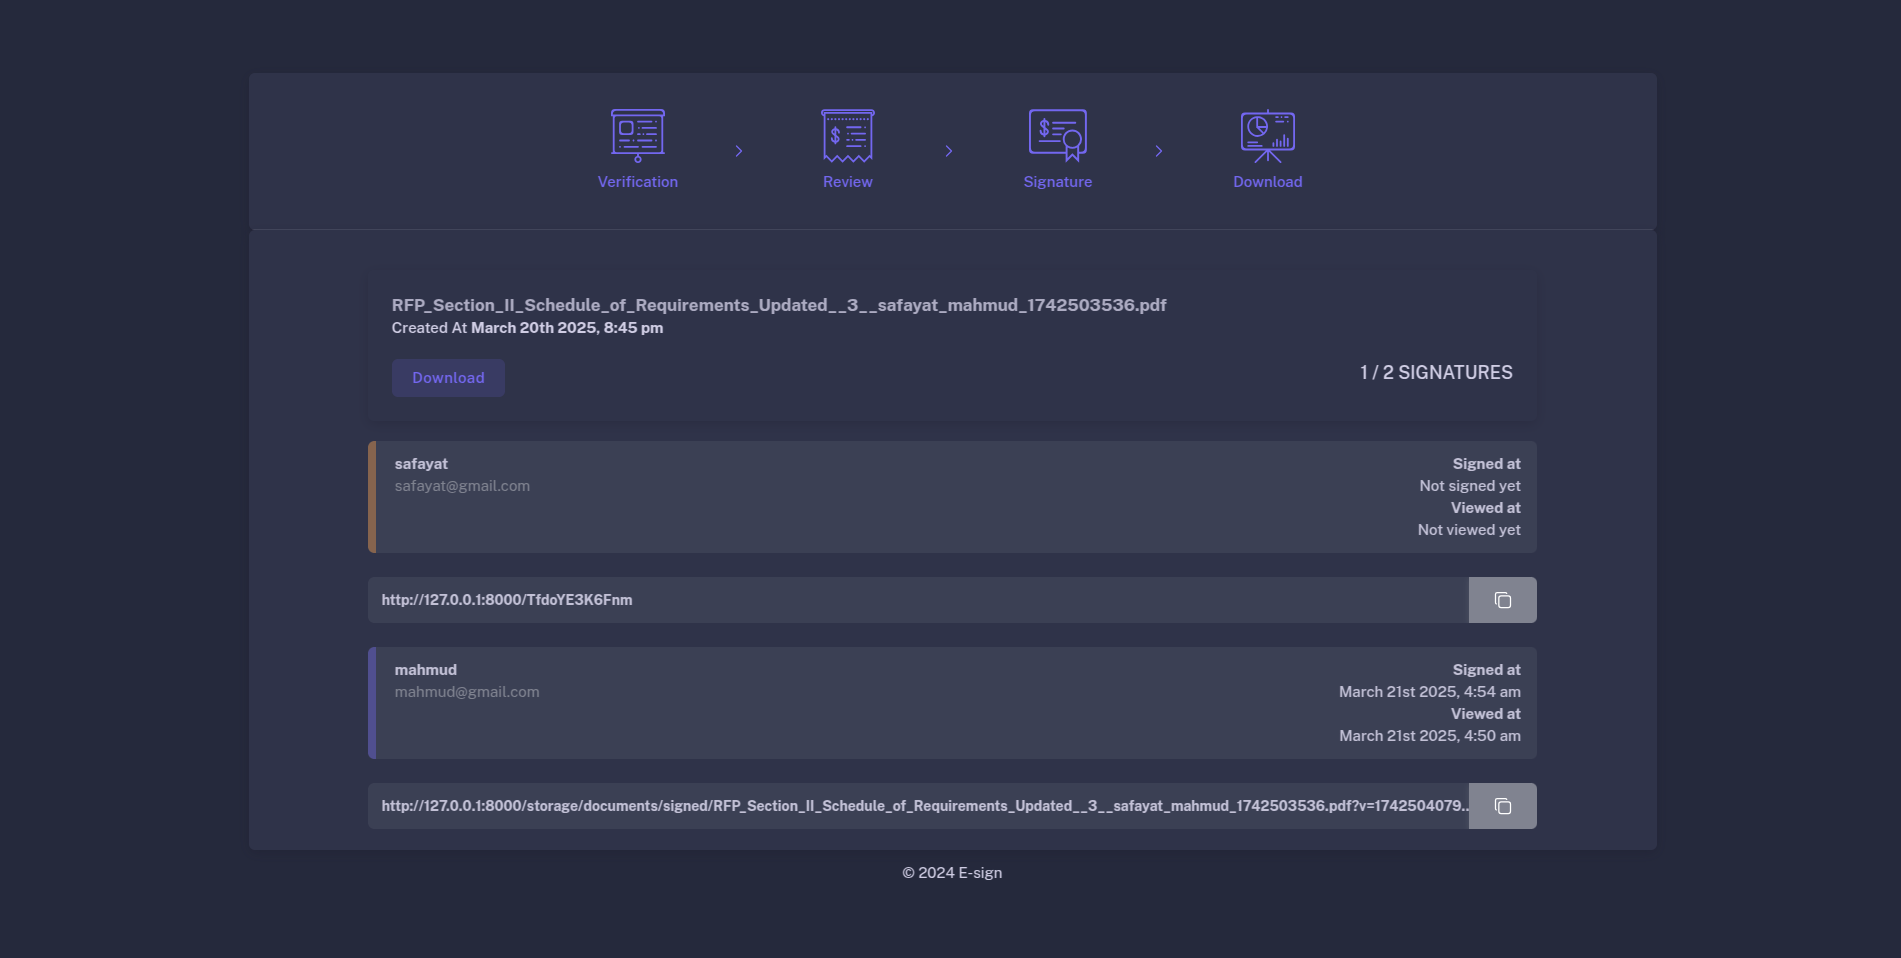 Verification
Review
Signature
Download
RFP_Section_II_Schedule_of_Requirements_Updated__3__safayat_mahmud_1742503536.pdf
Created At March 20th 2025, 8:45 pm
Download
1 / 2 SIGNATURES
safayat
safayat@gmail.com
Signed at
Not signed yet
Viewed at
Not viewed yet
http://127.0.0.1:8000/TfdoYE3K6Fnm
mahmud
mahmud@gmail.com
Signed at
March 21st 2025, 4:54 am
Viewed at
March 21st 2025, 4:50 am
http://127.0.0.1:8000/storage/documents/signed/RFP_Section_II_Schedule_of_Requirements_Updated__3__safayat_mahmud_1742503536.pdf?v=1742504079..
© 2024 E-sign